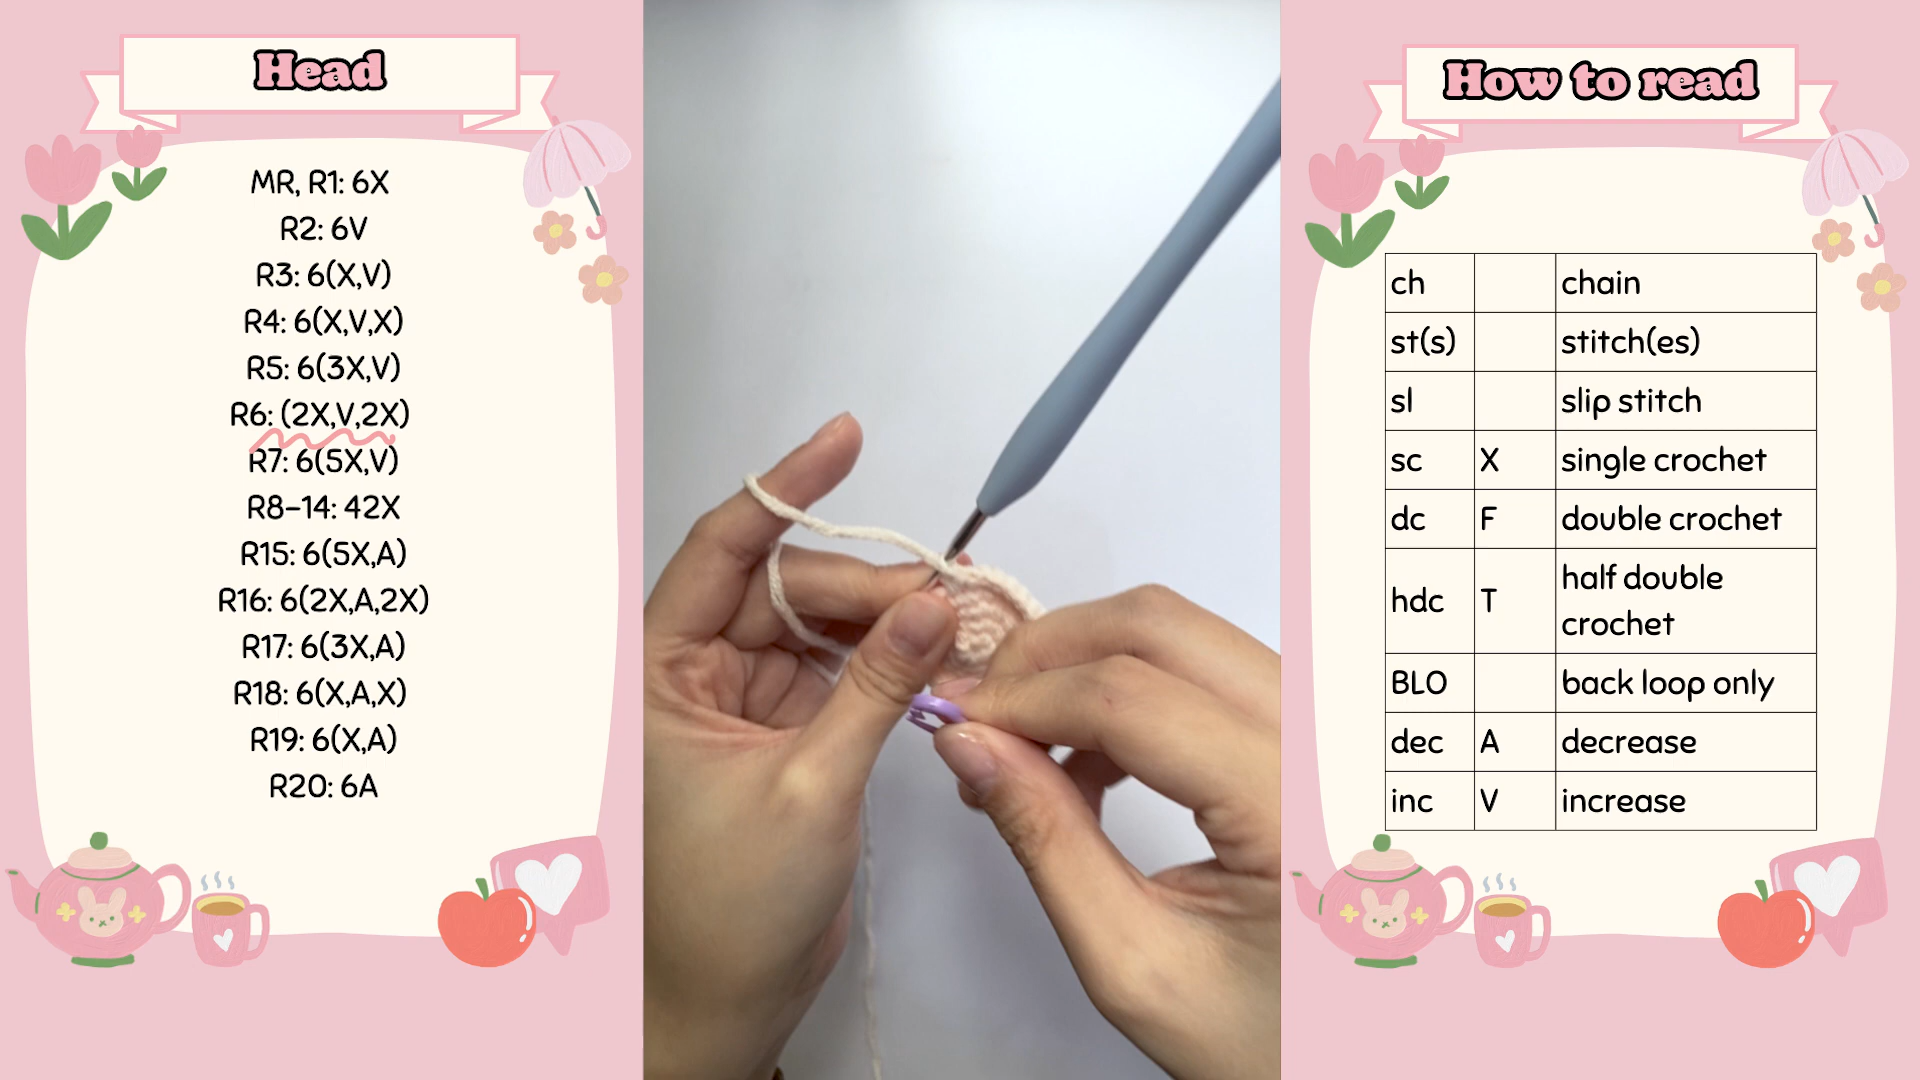 Head
MR, R1: 6X
R2: 6V
R3: 6(X,V)
R4: 6(X,V,X)
R5: 6(3X,V)
R6: (2X,V,2X)
R7: 6(5X,V)
R8-14: 42X
R15: 6(5X,A)
R16: 6(2X,A,2X)
R17: 6(3X,A)
R18: 6(X,A,X)
R19: 6(X,A)
R20: 6A
How to read
ch chain
st(s) stitch(es)
sl slip stitch
sc X single crochet
dc F double crochet
hdc T half double
crochet
BLO back loop only
dec A decrease
inc V increase